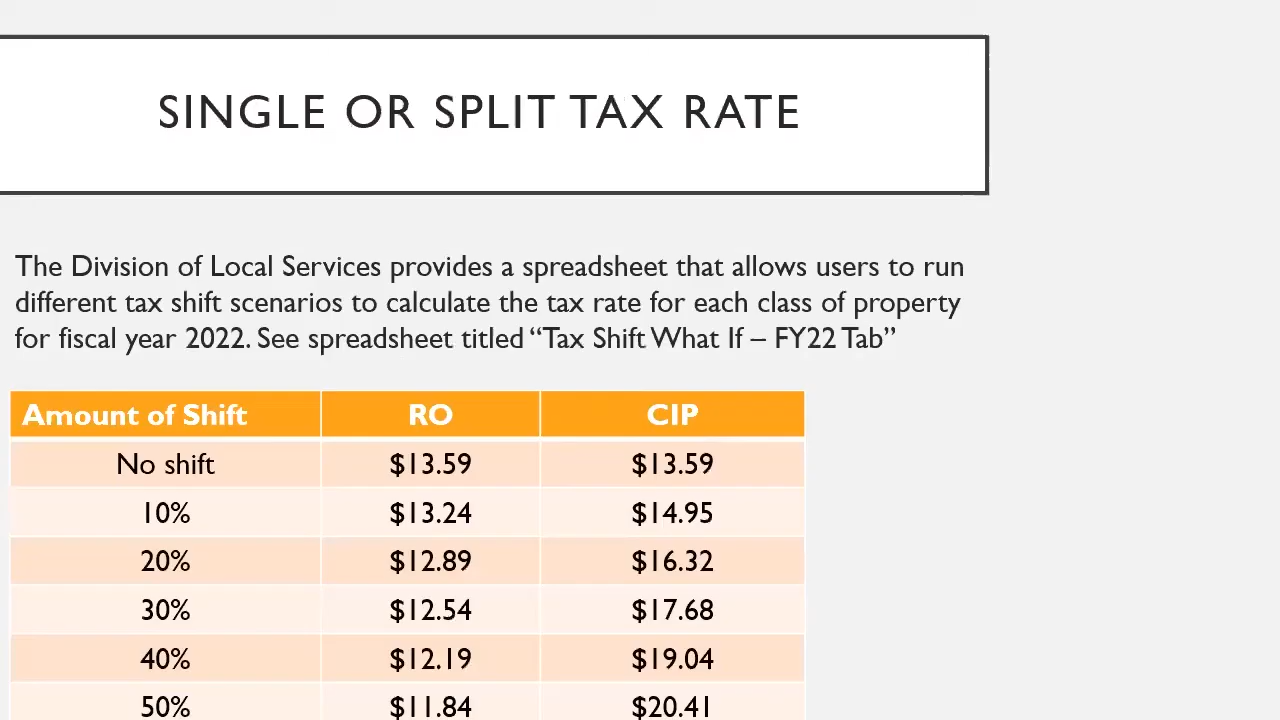 SINGLE OR SPLIT TAX RATE
The Division of Local Services provides a spreadsheet that allows users to run
different tax shift scenarios to calculate the tax rate for each class of property
for fiscal year 2022. See spreadsheet titled “Tax Shift What If – FY22 Tab”
Amount of Shift RO CIP
No shift $13.59 $13.59
10% $13.24 $14.95
20% $12.89 $16.32
30% $12.54 $17.68
40% $12.19 $19.04
50% $11.84 $20.41